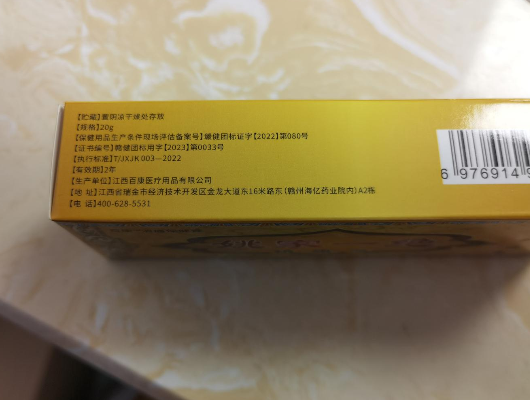 【贮藏】置阴凉干燥处存放
【规格】20g
【保健用品生产条件现场评估备案号】赣健团标证字【2022】第080号
【证书编号】赣健团标用字【2023】第0033号
【执行标准】T/JXJK 003—2022
【有效期】2年
【生产单位】江西百康医疗用品有限公司
【地 址】江西省瑞金市经济技术开发区金龙大道东16米路东（赣州海亿药业院内）A2栋
【电 话】400-628-5531
6 976914 9